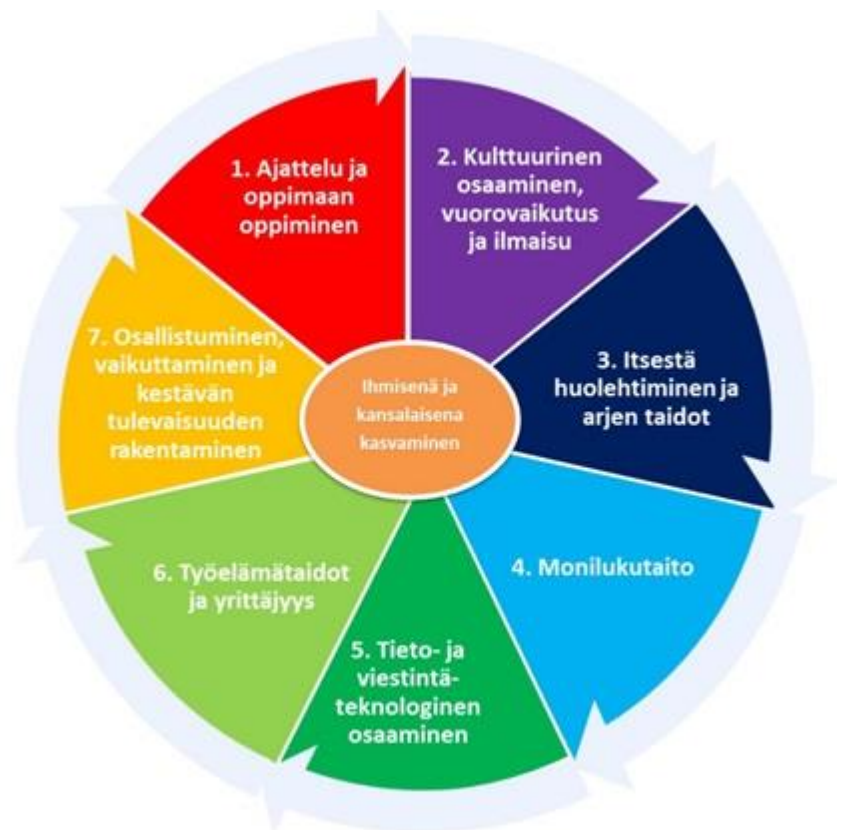 1. Ajattelu ja
oppimaan
oppiminen
2. Kulttuurinen
osaaminen,
vuorovaikutus
ja ilmaisu
3. Itsestä
huolehtiminen ja
arjen taidot
4. Monilukutaito
5. Tieto- ja
viestintä-
teknologinen
osaaminen
6. Työelämätaidot
ja yrittäjyys
7. Osallistuminen,
vaikuttaminen ja
kestävän
tulevaisuuden
rakentaminen
Ihmisenä ja
kansalaisena
kasvaminen